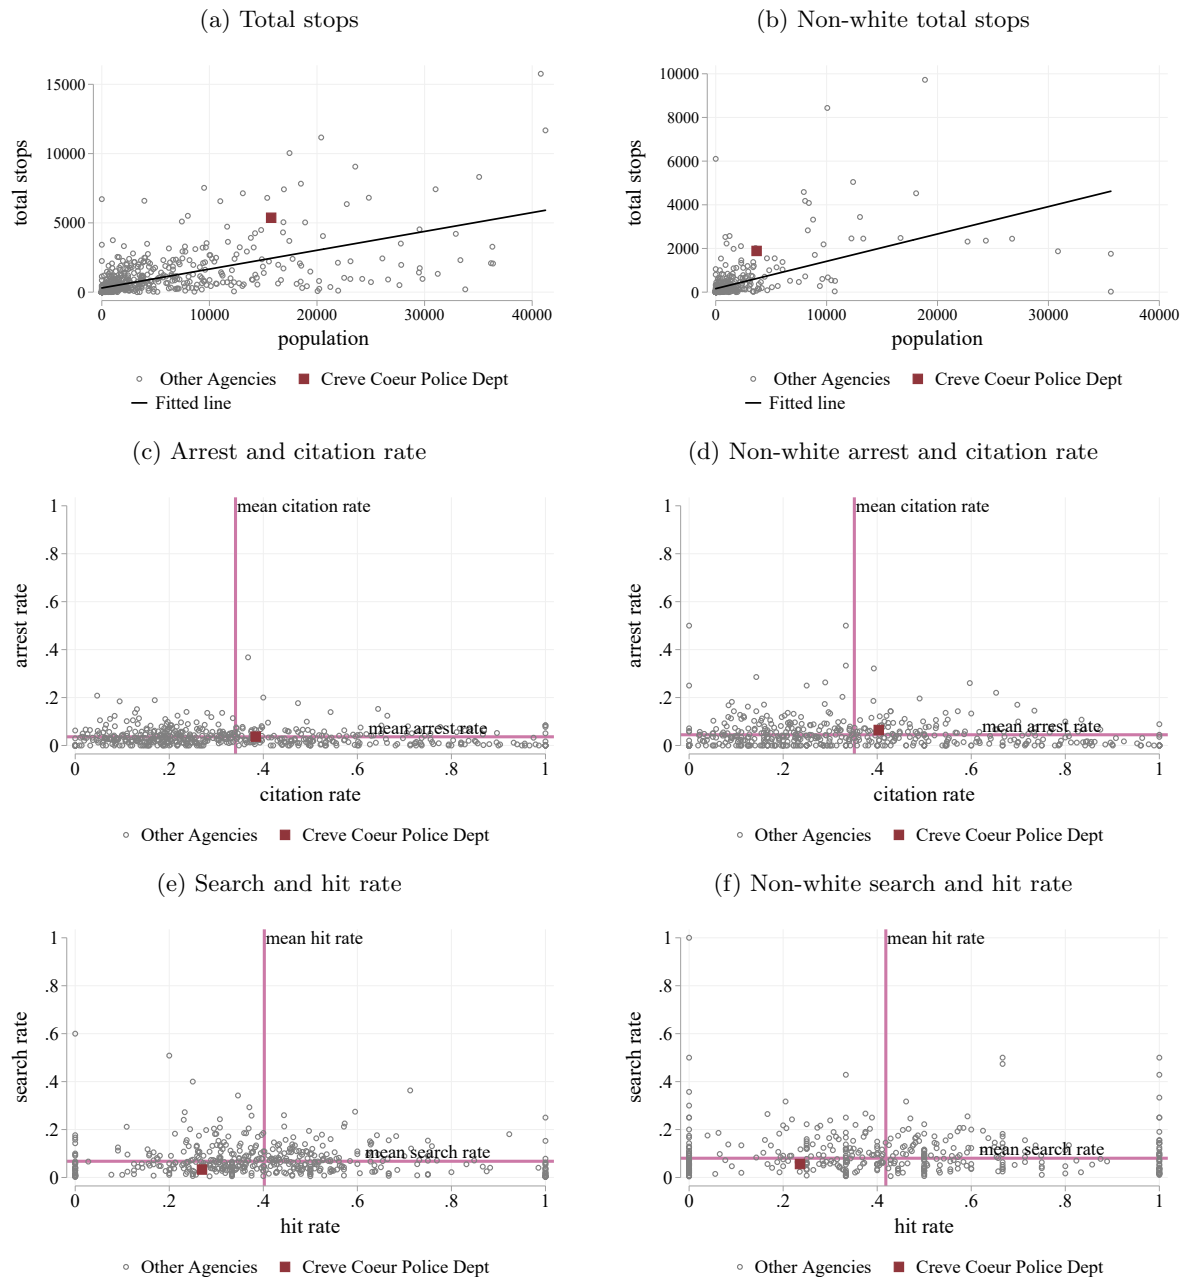 (a) Total stops
total stops
15000
10000
5000
0
0 10000 20000 30000 40000
population
Other Agencies Creve Coeur Police Dept
Fitted line
(b) Non-white total stops
total stops
10000
8000
6000
4000
2000
0
0 10000 20000 30000 40000
population
Other Agencies Creve Coeur Police Dept
Fitted line
(c) Arrest and citation rate
arrest rate
1
.8
.6
.4
.2
0
mean citation rate
mean arrest rate
0 .2 .4 .6 .8 1
citation rate
Other Agencies Creve Coeur Police Dept
(d) Non-white arrest and citation rate
arrest rate
1
.8
.6
.4
.2
0
mean citation rate
mean arrest rate
0 .2 .4 .6 .8 1
citation rate
Other Agencies Creve Coeur Police Dept
(e) Search and hit rate
search rate
1
.8
.6
.4
.2
0
mean hit rate
mean search rate
0 .2 .4 .6 .8 1
hit rate
Other Agencies Creve Coeur Police Dept
(f) Non-white search and hit rate
search rate
1
.8
.6
.4
.2
0
mean hit rate
mean search rate
0 .2 .4 .6 .8 1
hit rate
Other Agencies Creve Coeur Police Dept